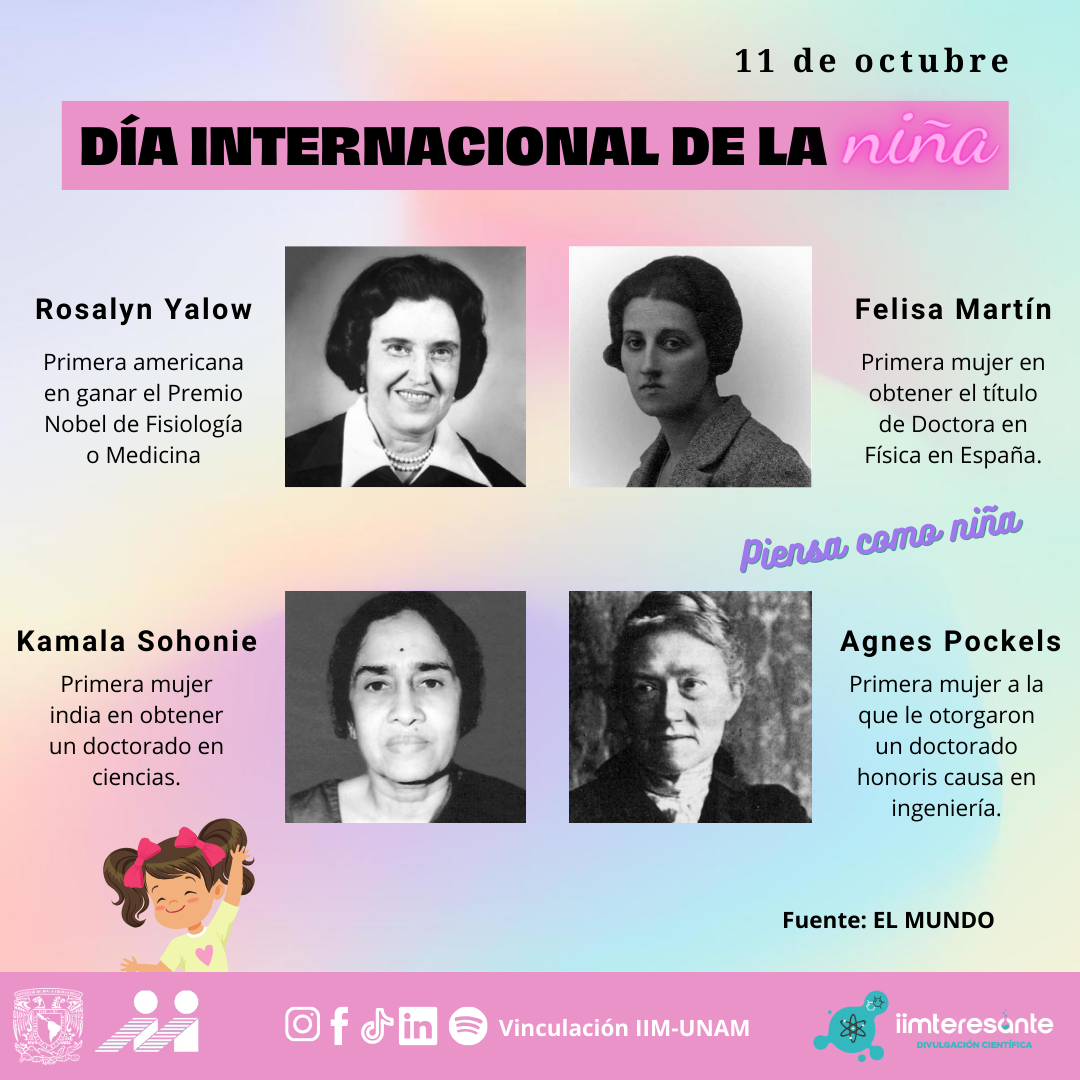 11 de octubre
DÍA INTERNACIONAL DE LA niña
Rosalyn Yalow
Primera americana
en ganar el Premio
Nobel de Fisiología
o Medicina
Felisa Martín
Primera mujer en
obtener el título
de Doctora en
Física en España.
Piensa como niña
Kamala Sohonie
Primera mujer
india en obtener
un doctorado en
ciencias.
Agnes Pockels
Primera mujer a la
que le otorgaron
un doctorado
honoris causa en
ingeniería.
Fuente: EL MUNDO
Vinculación IIM-UNAM
iimteresante
DIVULGACIÓN CIENTÍFICA